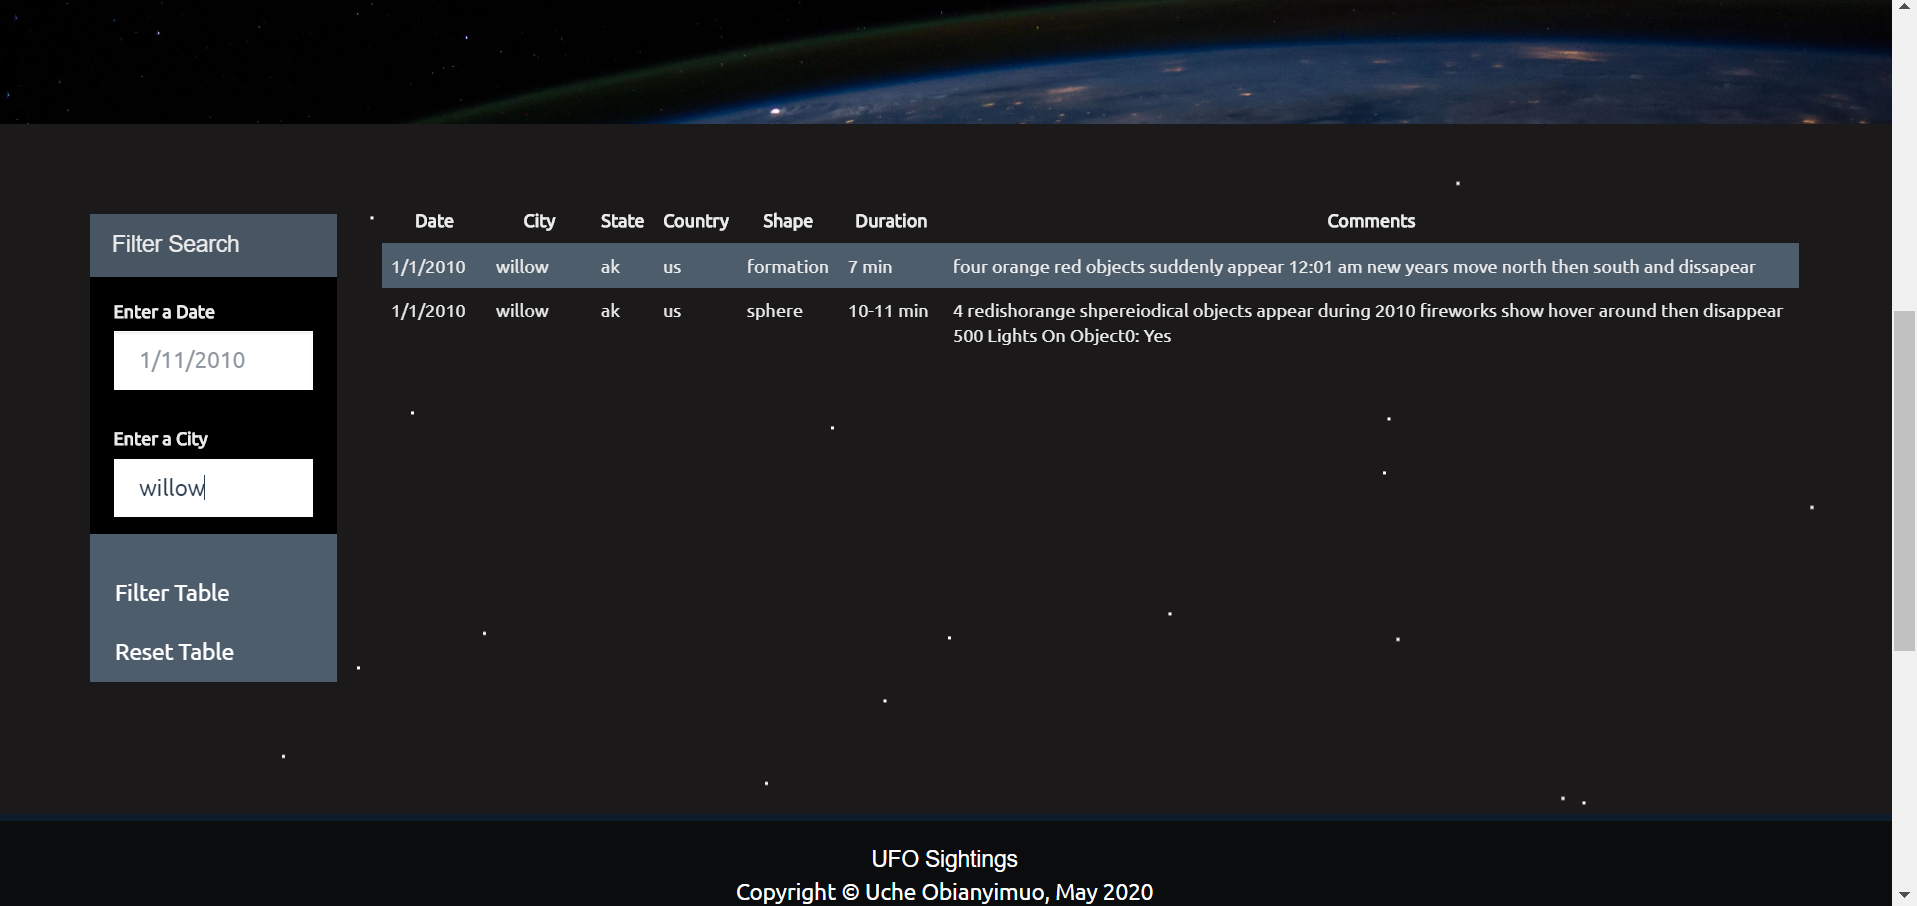 Filter Search
Enter a Date
1/11/2010
Enter a City
willow
Filter Table
Reset Table
Date City State Country Shape Duration Comments
1/1/2010 willow ak us formation 7 min four orange red objects suddenly appear 12:01 am new years move north then south and dissapear
1/1/2010 willow ak us sphere 10-11 min 4 redishorange shpereiodical objects appear during 2010 fireworks show hover around then disappear
500 Lights On Object0: Yes
UFO Sightings
Copyright © Uche Obianyimuo, May 2020